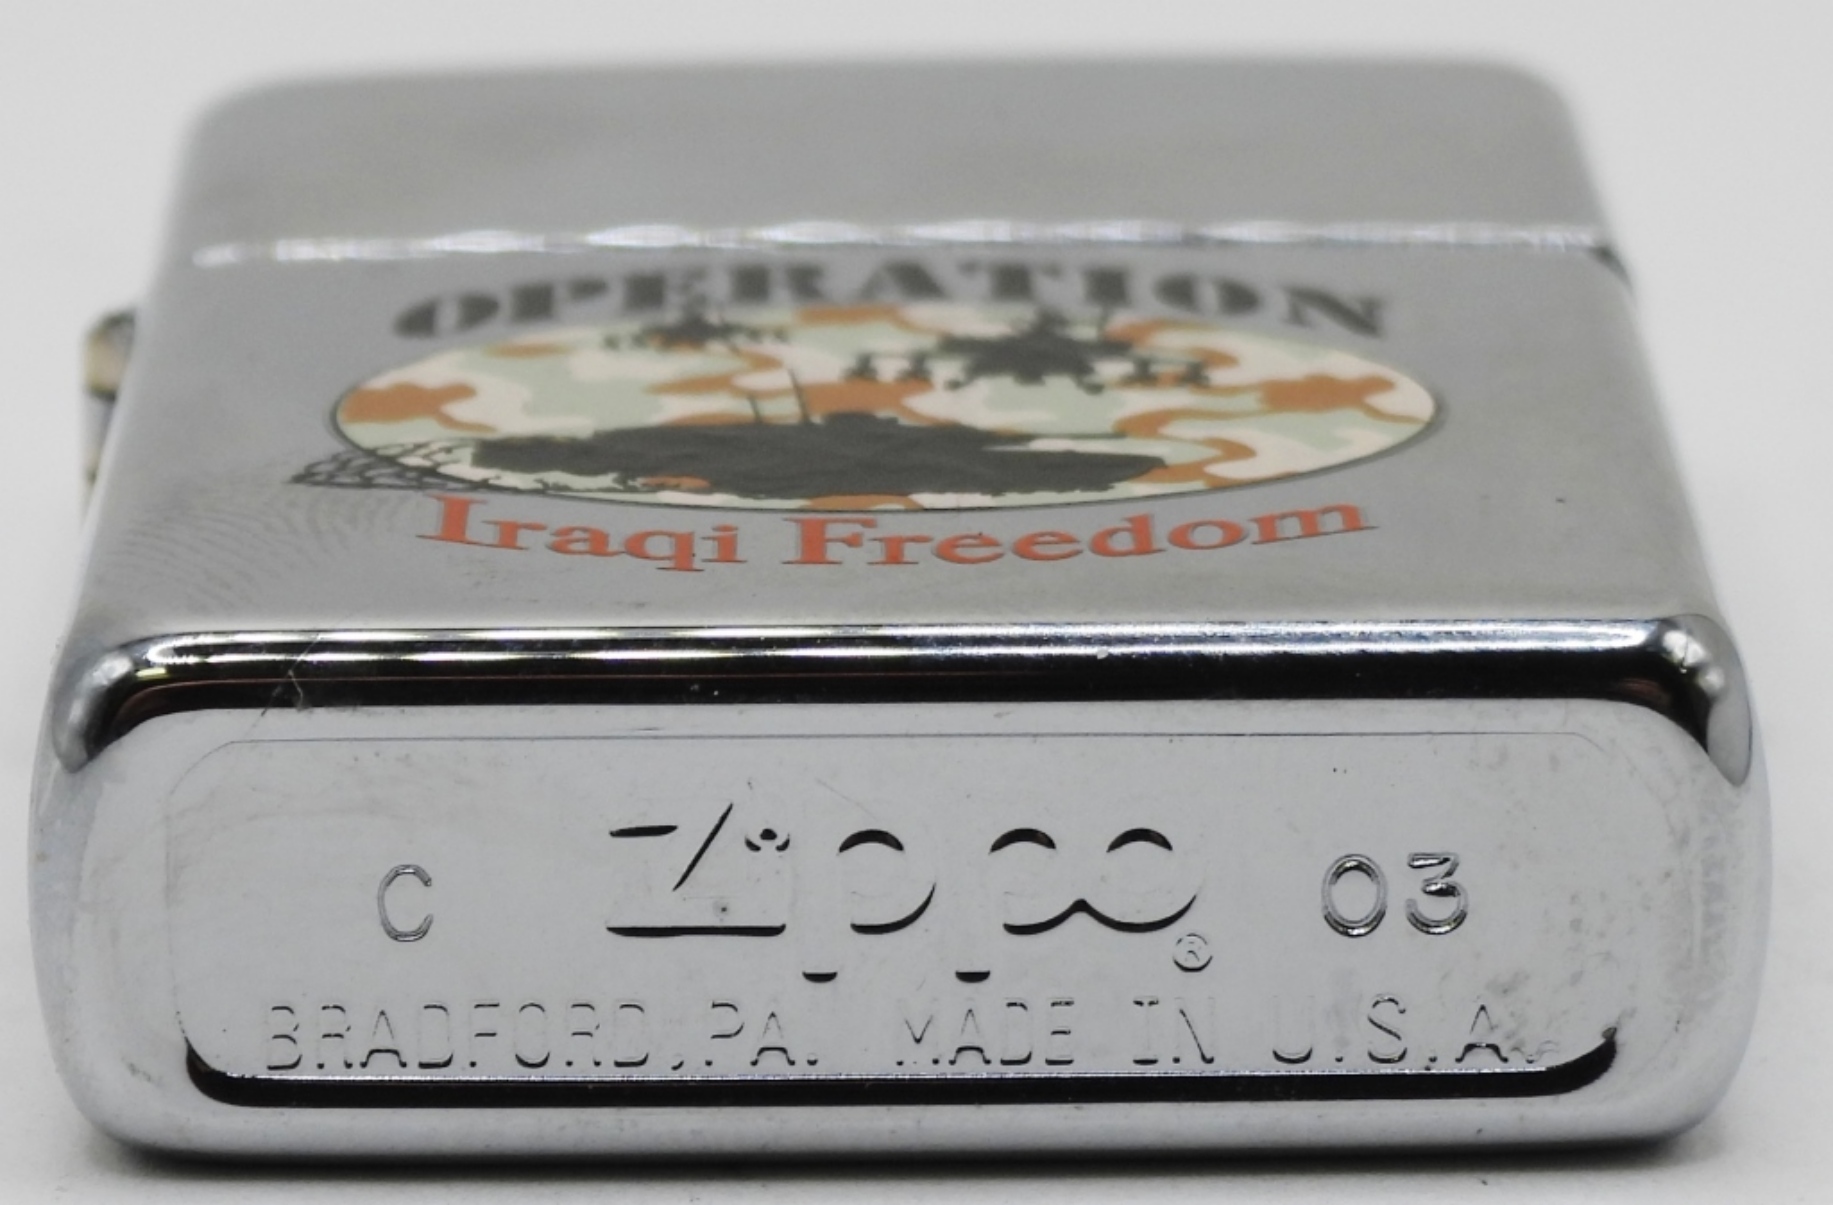 OPERATION
Iraqi Freedom
C Zippo ® 03
BRADFORD, PA. MADE IN U.S.A.